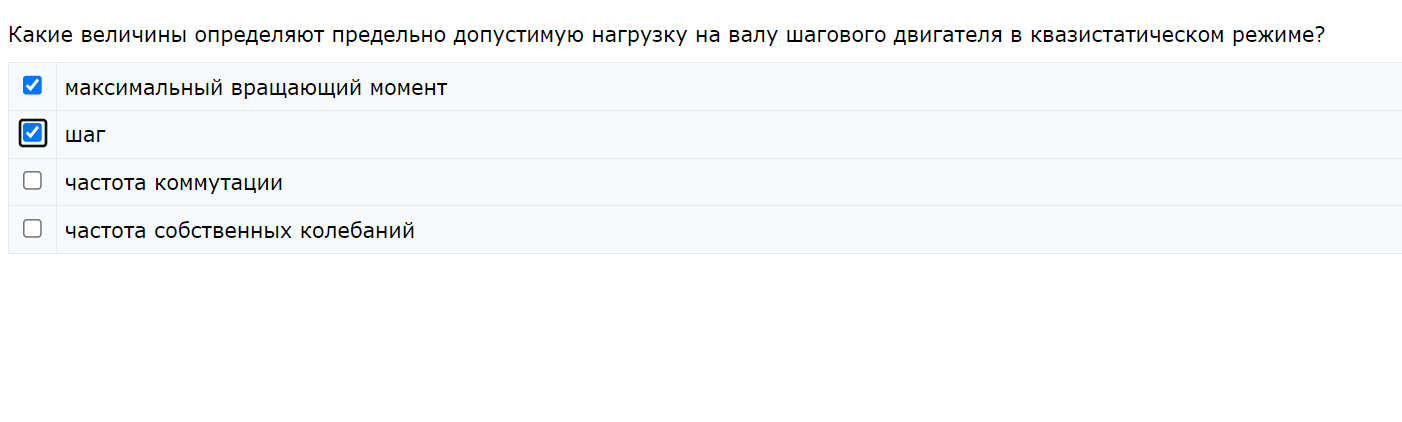 Какие величины определяют предельно допустимую нагрузку на валу шагового двигателя в квазистатическом режиме?
максимальный вращающий момент
шаг
частота коммутации
частота собственных колебаний